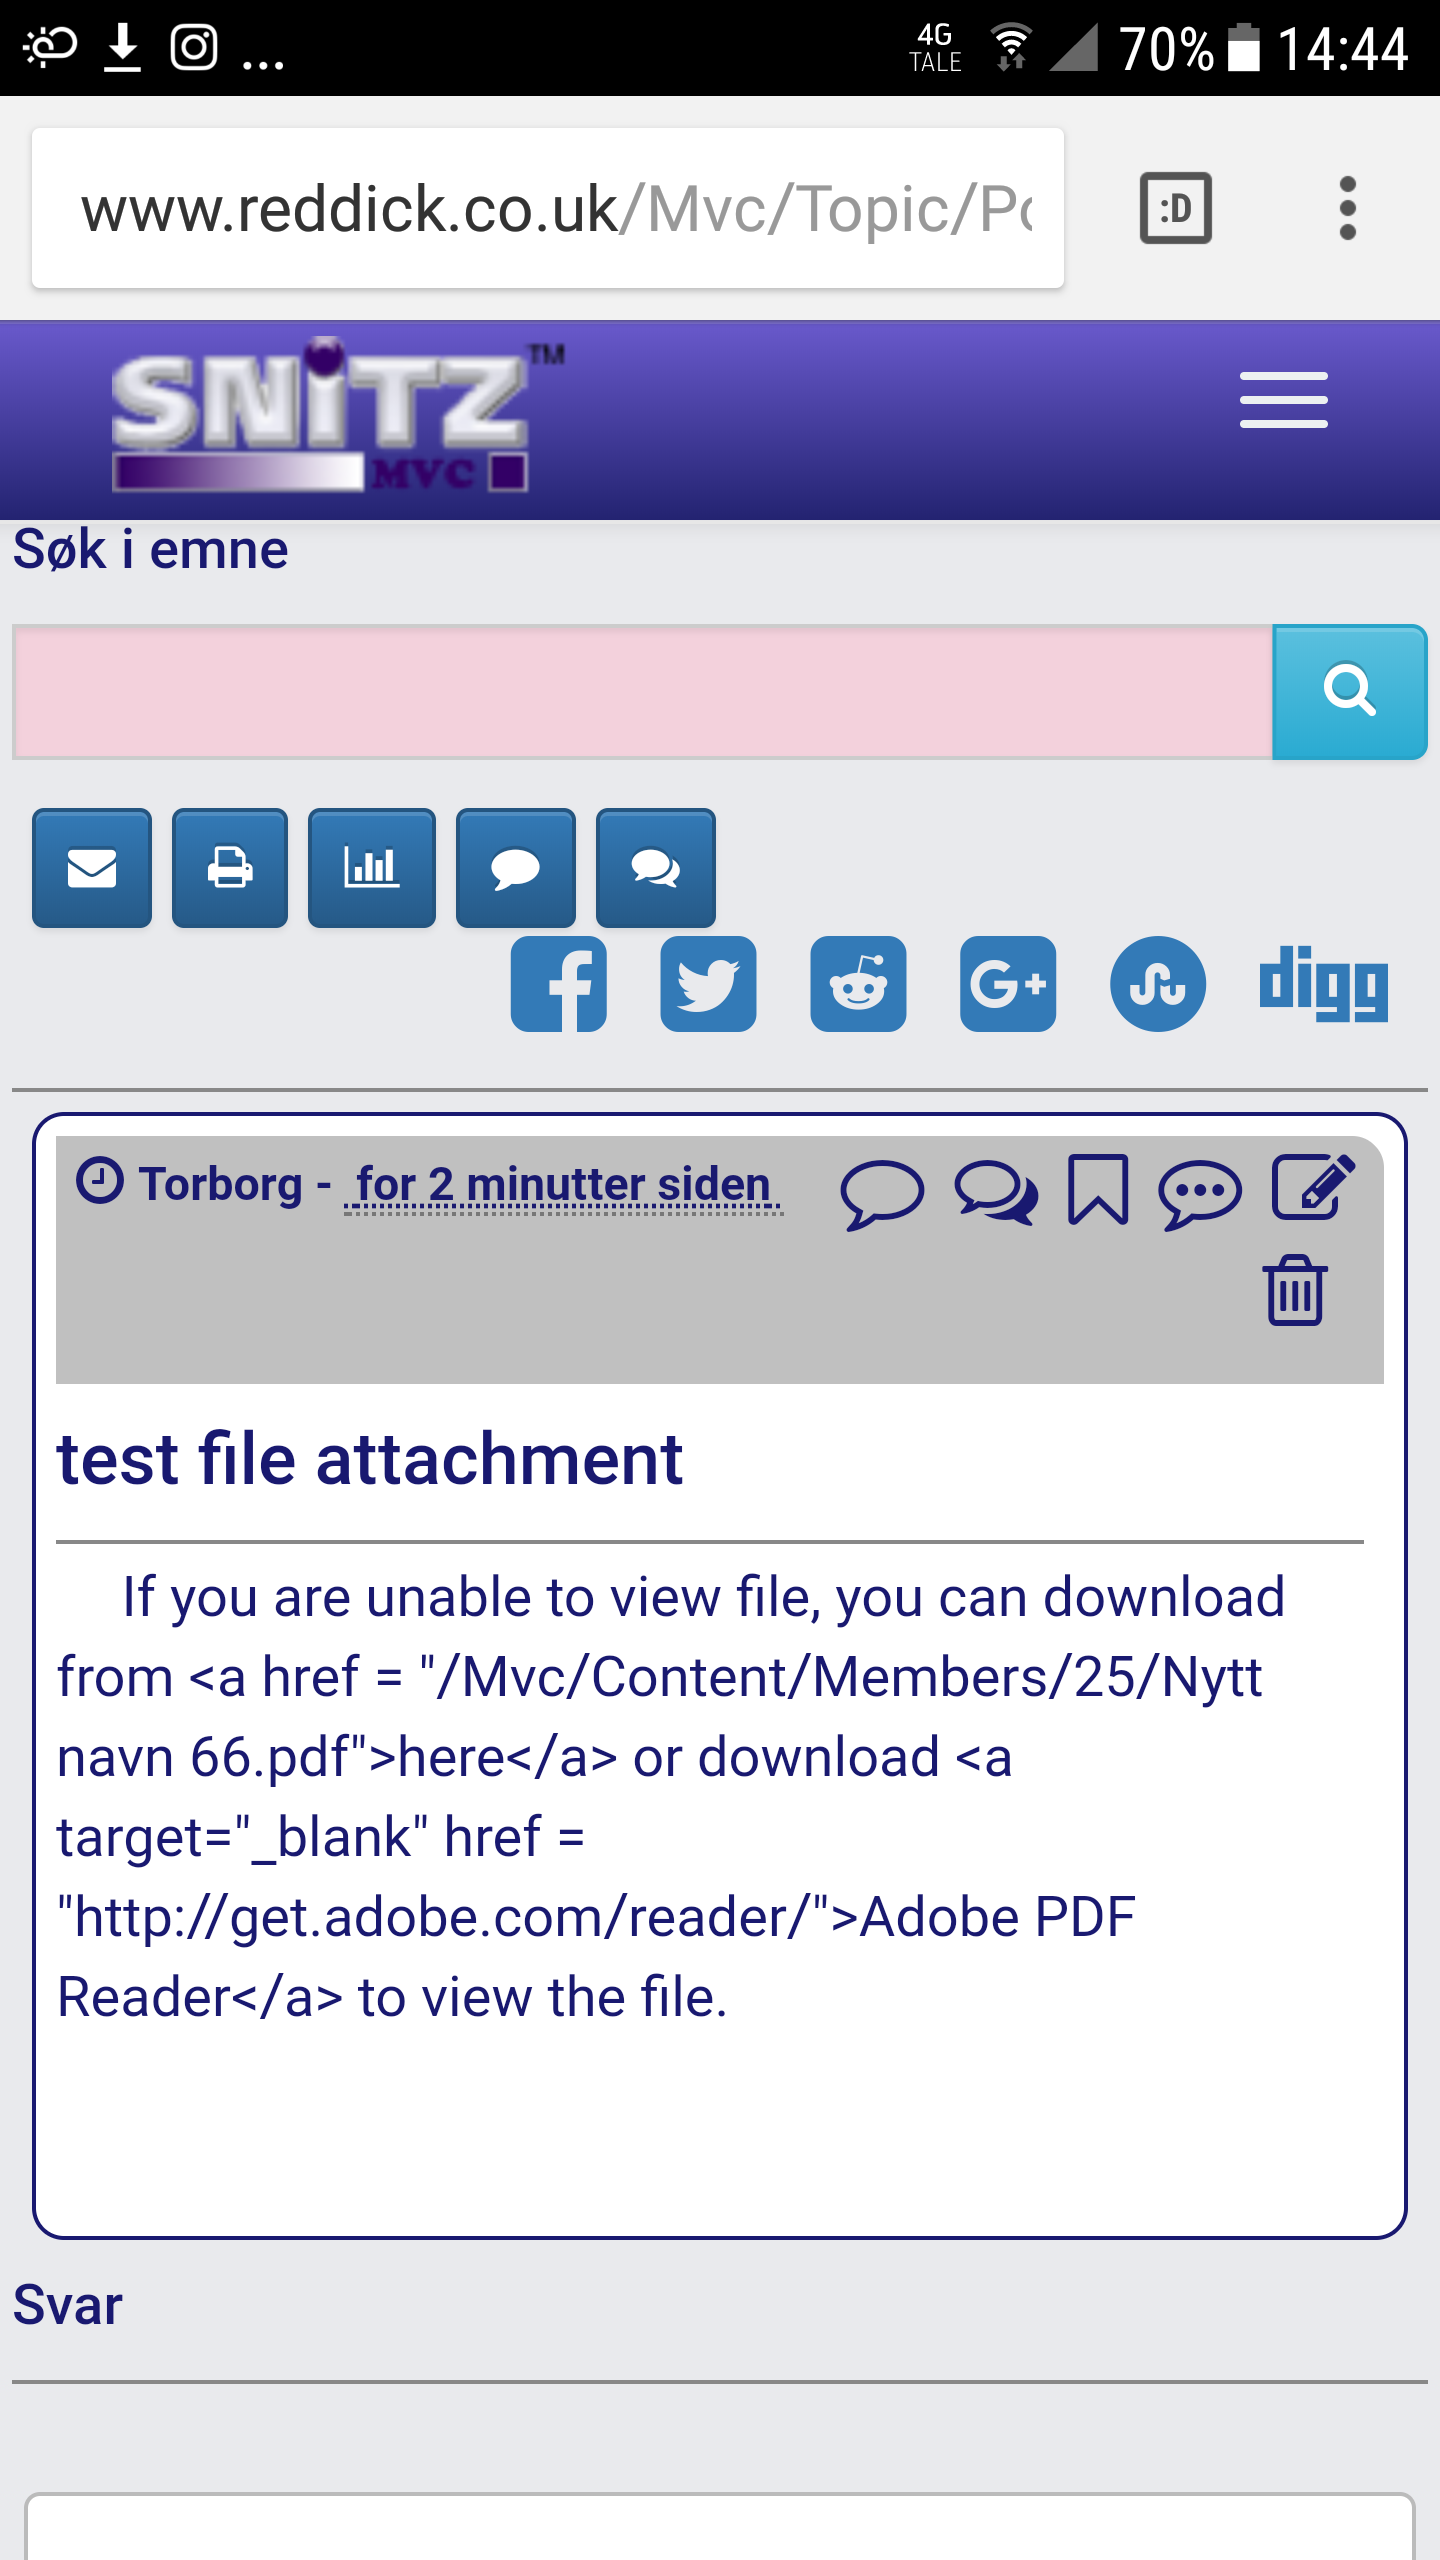 4G
TALE
70%
14:44
www.reddick.co.uk/Mvc/Topic/Po
:D
SNiTZ™
MVC
Søk i emne
digg
Torborg - for 2 minutter siden
test file attachment
If you are unable to view file, you can download
from <a href = "/Mvc/Content/Members/25/Nytt
navn 66.pdf">here</a> or download <a
target="_blank" href =
"http://get.adobe.com/reader/">Adobe PDF
Reader</a> to view the file.
Svar